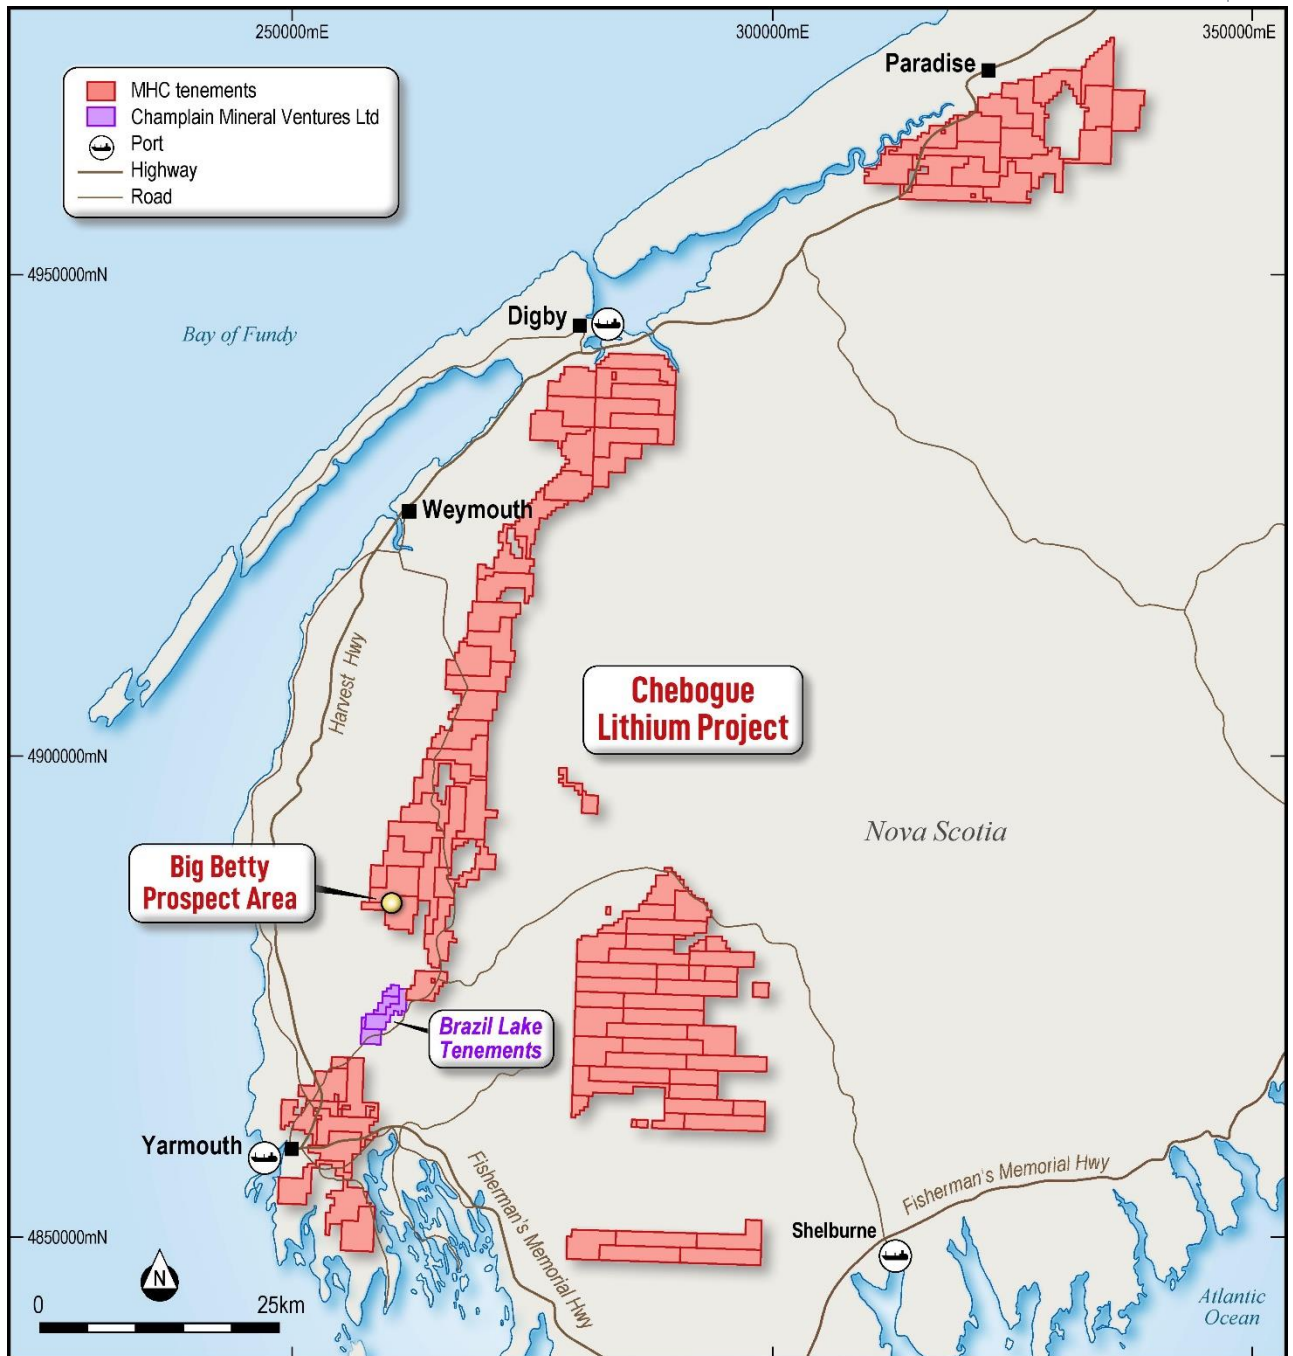 250000mE
300000mE
350000mE
MHC tenements
Champlain Mineral Ventures Ltd
Port
Highway
Road
Paradise
4950000mN
Digby
Bay of Fundy
Weymouth
Harvest Hwy
Chebogue
Lithium Project
4900000mN
Nova Scotia
Big Betty
Prospect Area
Brazil Lake
Tenements
Yarmouth
Fisherman's Memorial Hwy
Fisherman's Memorial Hwy
Shelburne
4850000mN
N
0
25km
Atlantic
Ocean